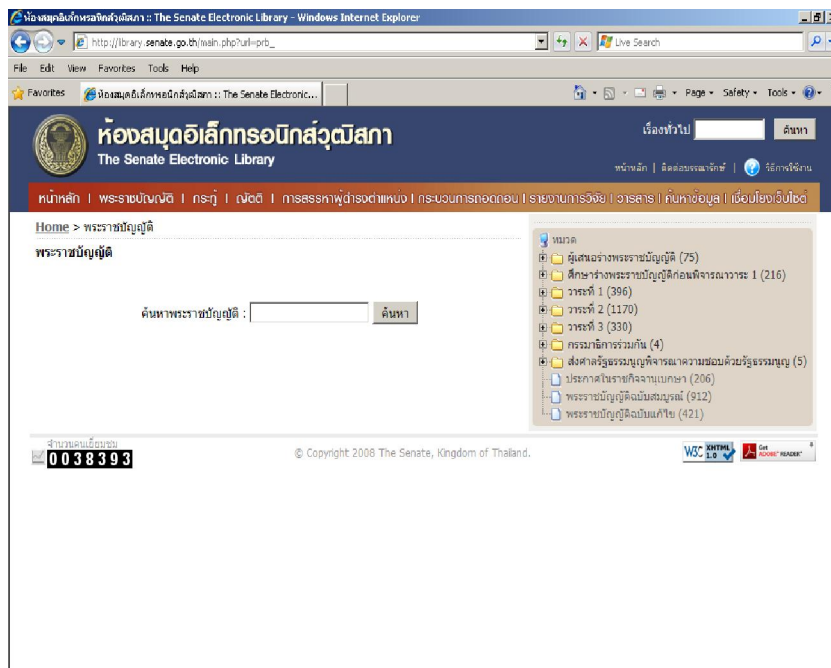 ห้องสมุดอิเล็กทรอนิกส์วุฒิสภา :: The Senate Electronic Library - Windows Internet Explorer
http://library.senate.go.th/main.php?url=prb_
Live Search
File Edit View Favorites Tools Help
Favorites ห้องสมุดอิเล็กทรอนิกส์วุฒิสภา :: The Senate Electronic... Page Safety Tools
ห้องสมุดอิเล็กทรอนิกส์วุฒิสภา
The Senate Electronic Library
เรื่องทั่วไป ค้นหา
หน้าหลัก | ติดต่อบรรณารักษ์ | วิธีการใช้งาน
หน้าหลัก | พระราชบัญญัติ | กระทู้ | ญัตติ | การสรรหาผู้ดำรงตำแหน่ง | กระบวนการถอดถอน | รายงานการวิจัย | วารสาร | ค้นหาข้อมูล | เชื่อมโยงเว็บไซต์
Home > พระราชบัญญัติ
พระราชบัญญัติ
ค้นหาพระราชบัญญัติ : ค้นหา
หมวด
ผู้เสนอร่างพระราชบัญญัติ (75)
ศึกษาร่างพระราชบัญญัติก่อนพิจารณาวาระ 1 (216)
วาระที่ 1 (396)
วาระที่ 2 (1170)
วาระที่ 3 (330)
กรรมาธิการร่วมกัน (4)
ส่งศาลรัฐธรรมนูญพิจารณาความชอบด้วยรัฐธรรมนูญ (5)
ประกาศในราชกิจจานุเบกษา (206)
พระราชบัญญัติฉบับสมบูรณ์ (912)
พระราชบัญญัติฉบับแก้ไข (421)
จำนวนคนเยี่ยมชม
0038393
© Copyright 2008 The Senate, Kingdom of Thailand.
W3C XHTML 1.0
Get ADOBE® READER®